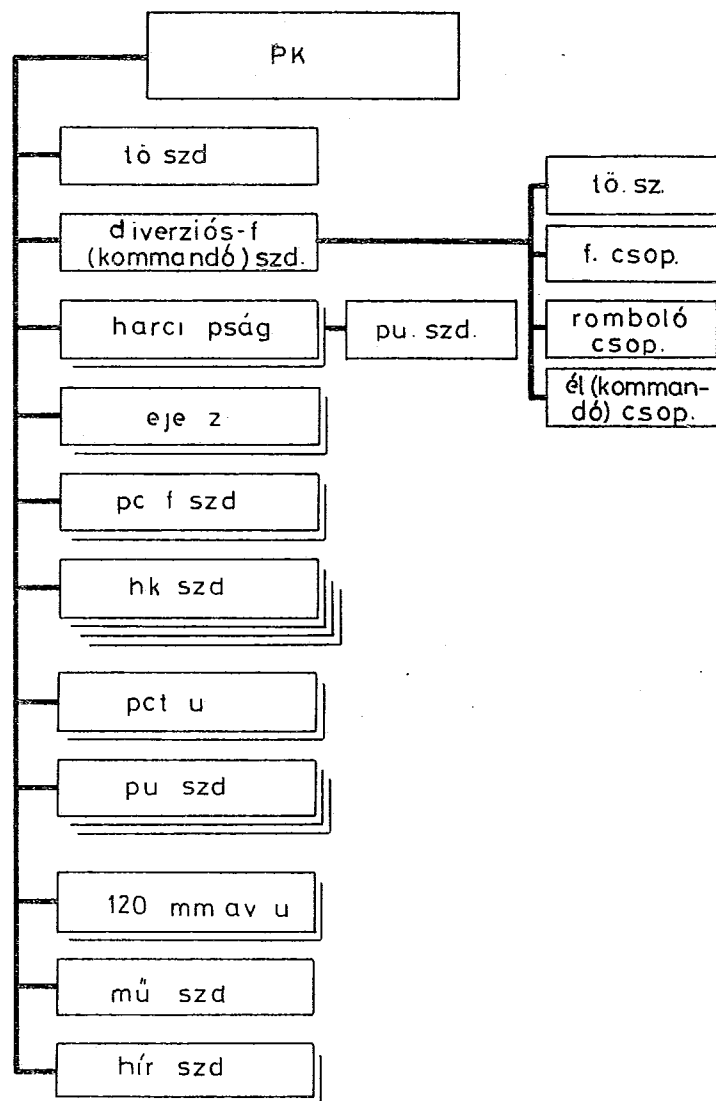 PK
tö szd
diverziós-f
(kommandó) szd.
harci pság
pu. szd.
eje z
pc f szd
hk szd
pct u
pu szd
120 mm av u
mű szd
hír szd
tö. sz.
f. csop.
romboló
csop.
él (komman-
dó) csop.